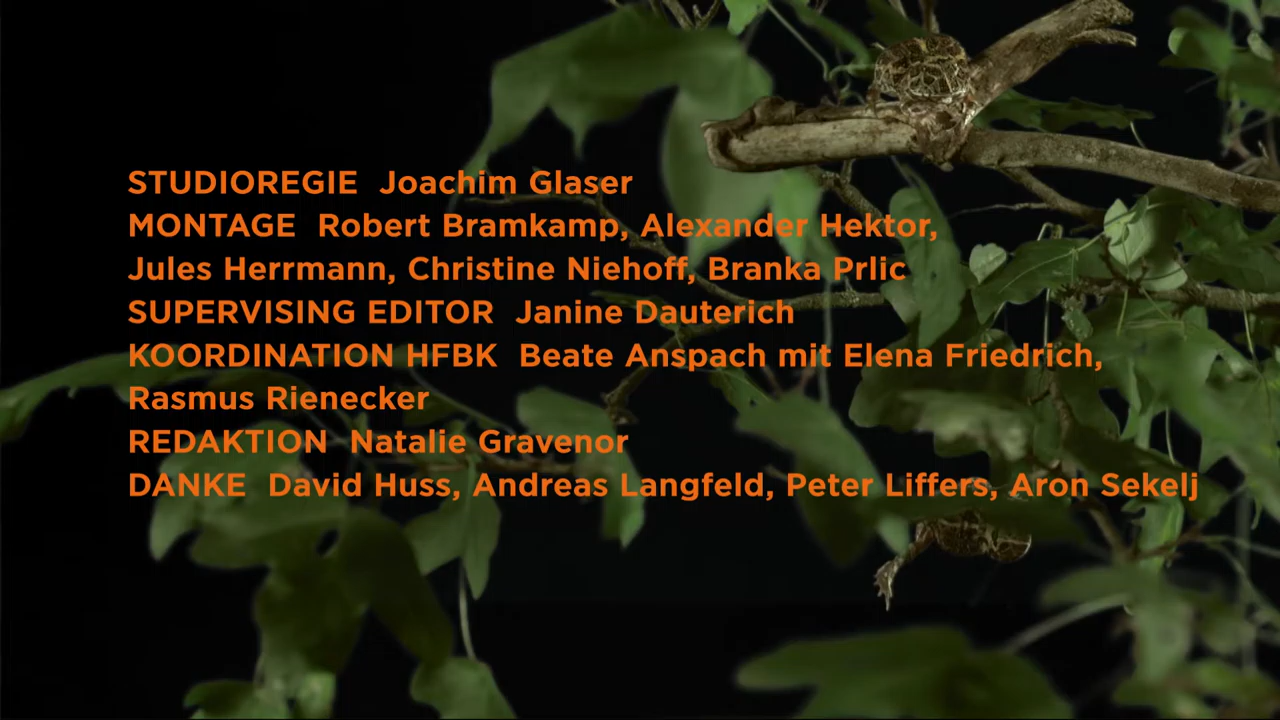 STUDIOREGIE Joachim Glaser
MONTAGE Robert Bramkamp, Alexander Hektor,
Jules Herrmann, Christine Niehoff, Branka Prlic
SUPERVISING EDITOR Janine Dauterich
KOORDINATION HFBK Beate Anspach mit Elena Friedrich,
Rasmus Rienecker
REDAKTION Natalie Gravenor
DANKE David Huss, Andreas Langfeld, Peter Liffers, Aron Sekelj